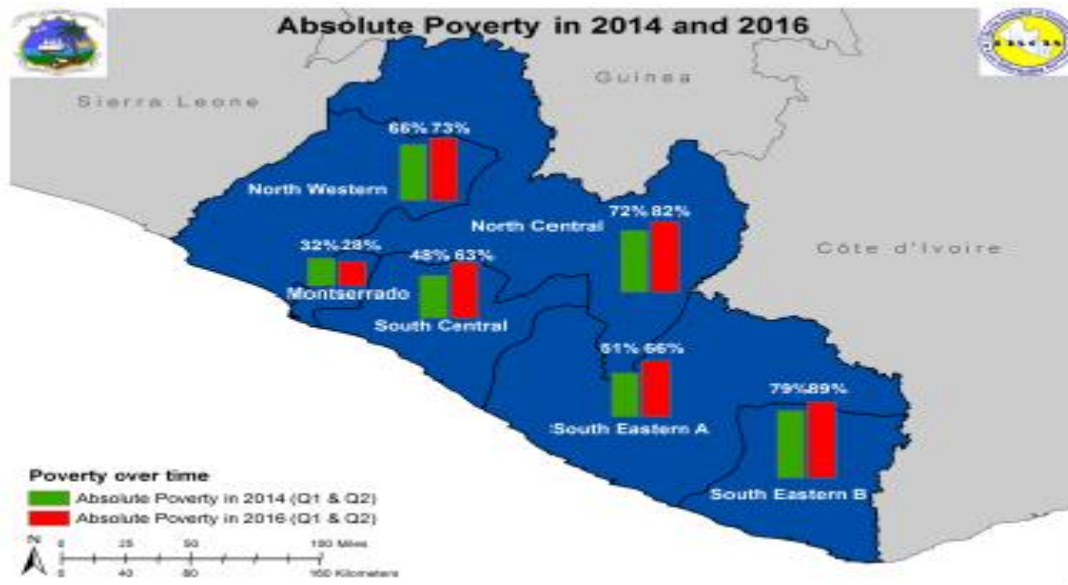 Absolute Poverty in 2014 and 2016
Guinea
Sierra Leone
66% 73%
North Western
72% 82%
North Central
Côte d'Ivoire
32% 28%
48% 63%
Montserrado
South Central
51% 66%
79% 89%
South Eastern A
South Eastern B
Poverty over time
Absolute Poverty in 2014 (Q1 & Q2)
Absolute Poverty in 2016 (Q1 & Q2)
N
0 25 50 100 Miles
0 40 80 160 Kilometers